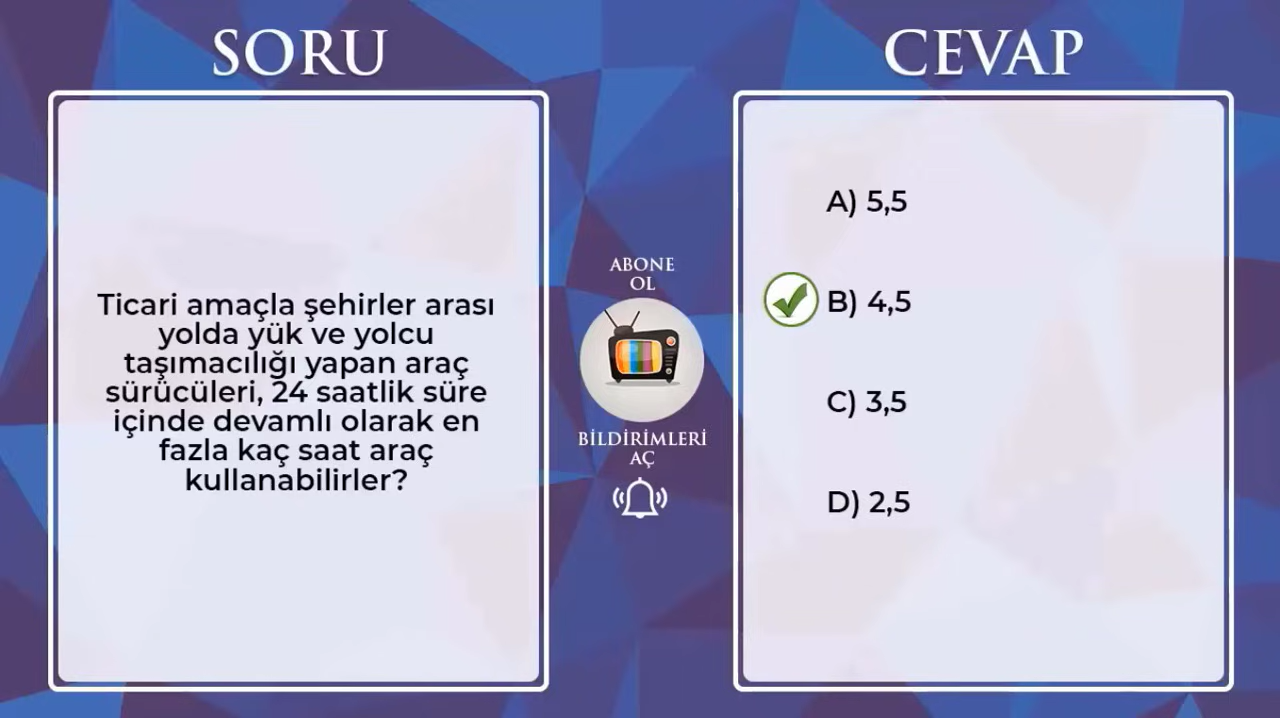 SORU
Ticari amaçla şehirler arası
yolda yük ve yolcu
taşımacılığı yapan araç
sürücüleri, 24 saatlik süre
içinde devamlı olarak en
fazla kaç saat araç
kullanabilirler?
ABONE
OL
BİLDİRİMLERİ
AÇ
CEVAP
A) 5,5
B) 4,5
C) 3,5
D) 2,5